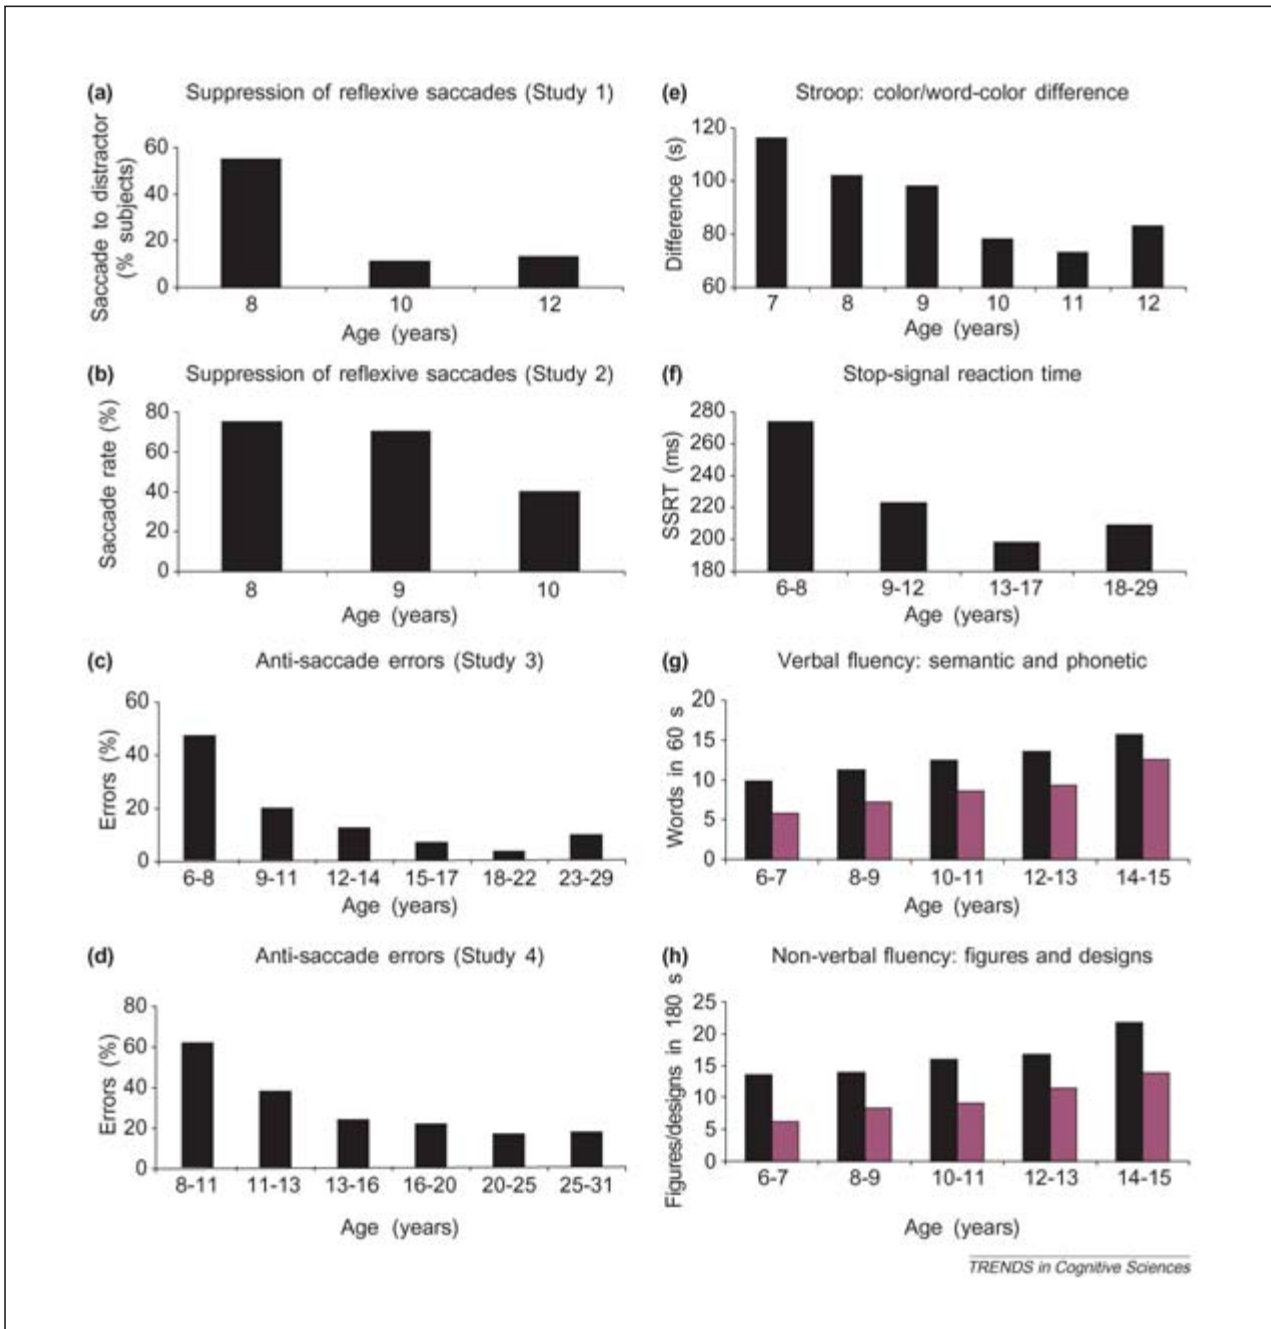 (a) Suppression of reflexive saccades (Study 1)
Saccade to distractor
(% subjects)
60
40
20
0
8 10 12
Age (years)
(b) Suppression of reflexive saccades (Study 2)
Saccade rate (%)
80
60
40
20
0
8 9 10
Age (years)
(c) Anti-saccade errors (Study 3)
Errors (%)
60
40
20
0
6-8 9-11 12-14 15-17 18-22 23-29
Age (years)
(d) Anti-saccade errors (Study 4)
Errors (%)
80
60
40
20
0
8-11 11-13 13-16 16-20 20-25 25-31
Age (years)
(e) Stroop: color/word-color difference
Difference (s)
120
100
80
60
7 8 9 10 11 12
Age (years)
(f) Stop-signal reaction time
SSRT (ms)
280
260
240
220
200
180
6-8 9-12 13-17 18-29
Age (years)
(g) Verbal fluency: semantic and phonetic
Words in 60 s
20
15
10
5
0
6-7 8-9 10-11 12-13 14-15
Age (years)
(h) Non-verbal fluency: figures and designs
Figures/designs in 180 s
25
20
15
10
5
0
6-7 8-9 10-11 12-13 14-15
Age (years)
TRENDS in Cognitive Sciences